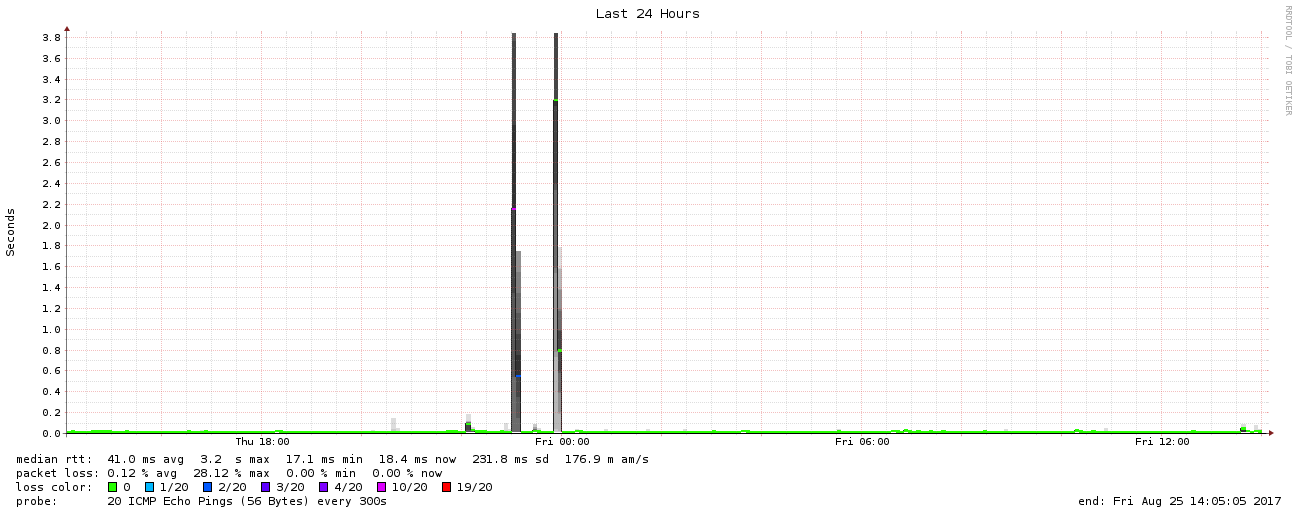 Last 24 Hours
RRDTOOL / TOBI OETIKER
Seconds
3.8
3.6
3.4
3.2
3.0
2.8
2.6
2.4
2.2
2.0
1.8
1.6
1.4
1.2
1.0
0.8
0.6
0.4
0.2
0.0
Thu 18:00 Fri 00:00 Fri 06:00 Fri 12:00
median rtt: 41.0 ms avg 3.2 s max 17.1 ms min 18.4 ms now 231.8 ms sd 176.9 m am/s
packet loss: 0.12 % avg 28.12 % max 0.00 % min 0.00 % now
loss color: 0 1/20 2/20 3/20 4/20 10/20 19/20
probe: 20 ICMP Echo Pings (56 Bytes) every 300s end: Fri Aug 25 14:05:05 2017